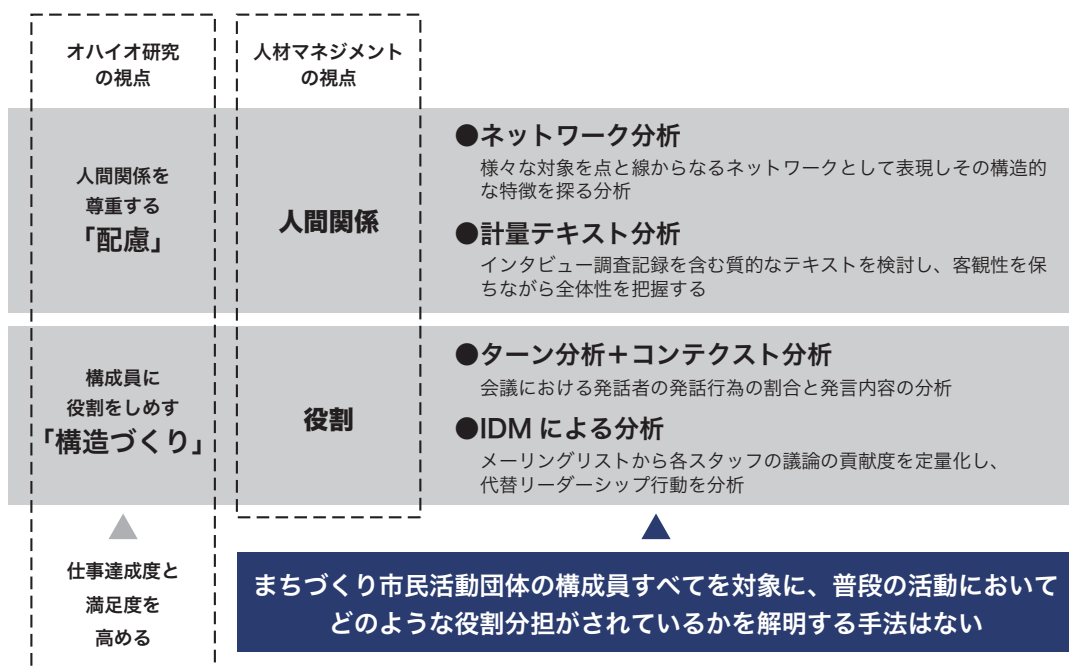 オハイオ研究
の視点
人材マネジメント
の視点
人間関係を
尊重する
「配慮」
人間関係
●ネットワーク分析
様々な対象を点と線からなるネットワークとして表現しその構造的
な特徴を探る分析
●計量テキスト分析
インタビュー調査記録を含む質的なテキストを検討し、客観性を保
ちながら全体性を把握する
構成員に
役割をしめす
「構造づくり」
役割
●ターン分析＋コンテクスト分析
会議における発話者の発話行為の割合と発言内容の分析
●IDM による分析
メーリングリストから各スタッフの議論の貢献度を定量化し、
代替リーダーシップ行動を分析
仕事達成度と
満足度を
高める
まちづくり市民活動団体の構成員すべてを対象に、普段の活動において
どのような役割分担がされているかを解明する手法はない